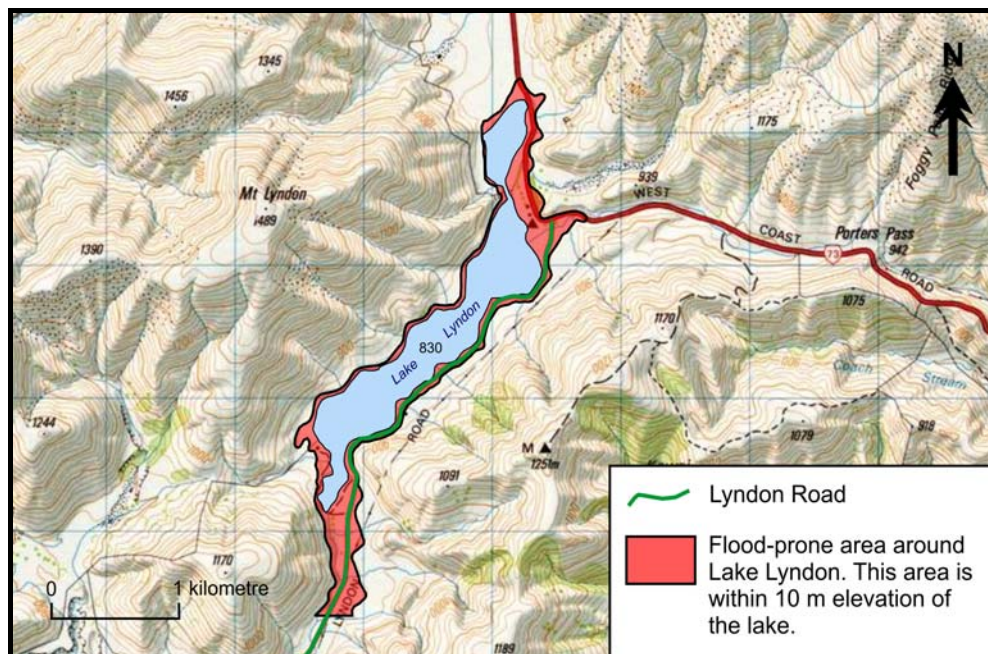 1345
1456
1175
N
Foggy
939
WEST
Mt Lyndon
1489
COAST
Porters Pass
942
73
ROAD
1390
1075
1170
Lake Lyndon
830
Coach Stream
1244
ROAD
1079
918
M
1251m
1091
1170
LYNDON
1189
0
1 kilometre
Lyndon Road
Flood-prone area around
Lake Lyndon. This area is
within 10 m elevation of
the lake.